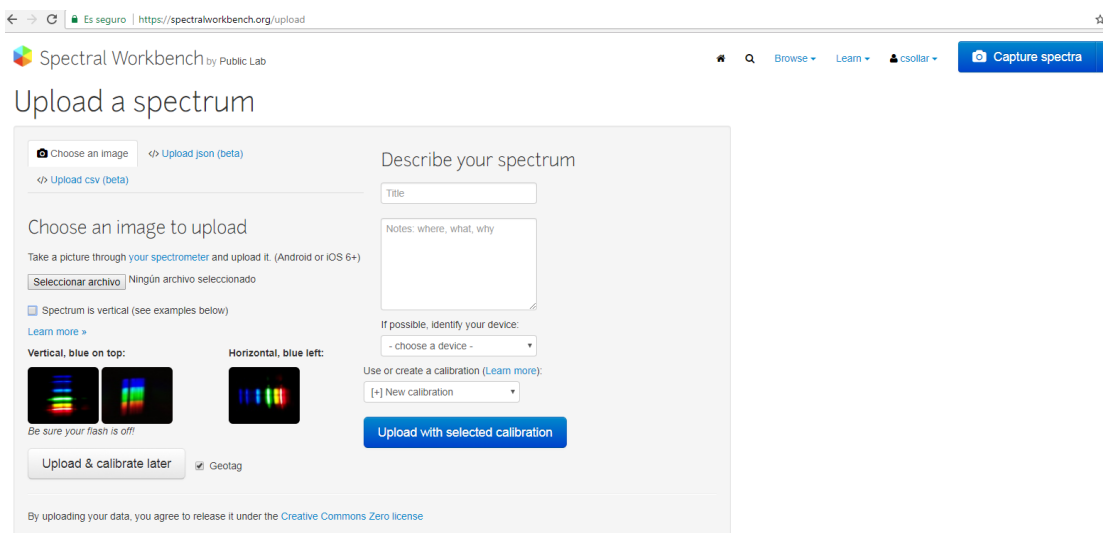 Es seguro | https://spectralworkbench.org/upload
Spectral Workbench by Public Lab
Browse Learn csollar Capture spectra
Upload a spectrum
Choose an image </> Upload json (beta)
</> Upload csv (beta)
Choose an image to upload
Take a picture through your spectrometer and upload it. (Android or iOS 6+)
Seleccionar archivo Ningún archivo seleccionado
Spectrum is vertical (see examples below)
Learn more »
Vertical, blue on top: Horizontal, blue left:
Be sure your flash is off!
Upload & calibrate later Geotag
Describe your spectrum
Title
Notes: where, what, why
If possible, identify your device:
- choose a device -
Use or create a calibration (Learn more):
[+] New calibration
Upload with selected calibration
By uploading your data, you agree to release it under the Creative Commons Zero license